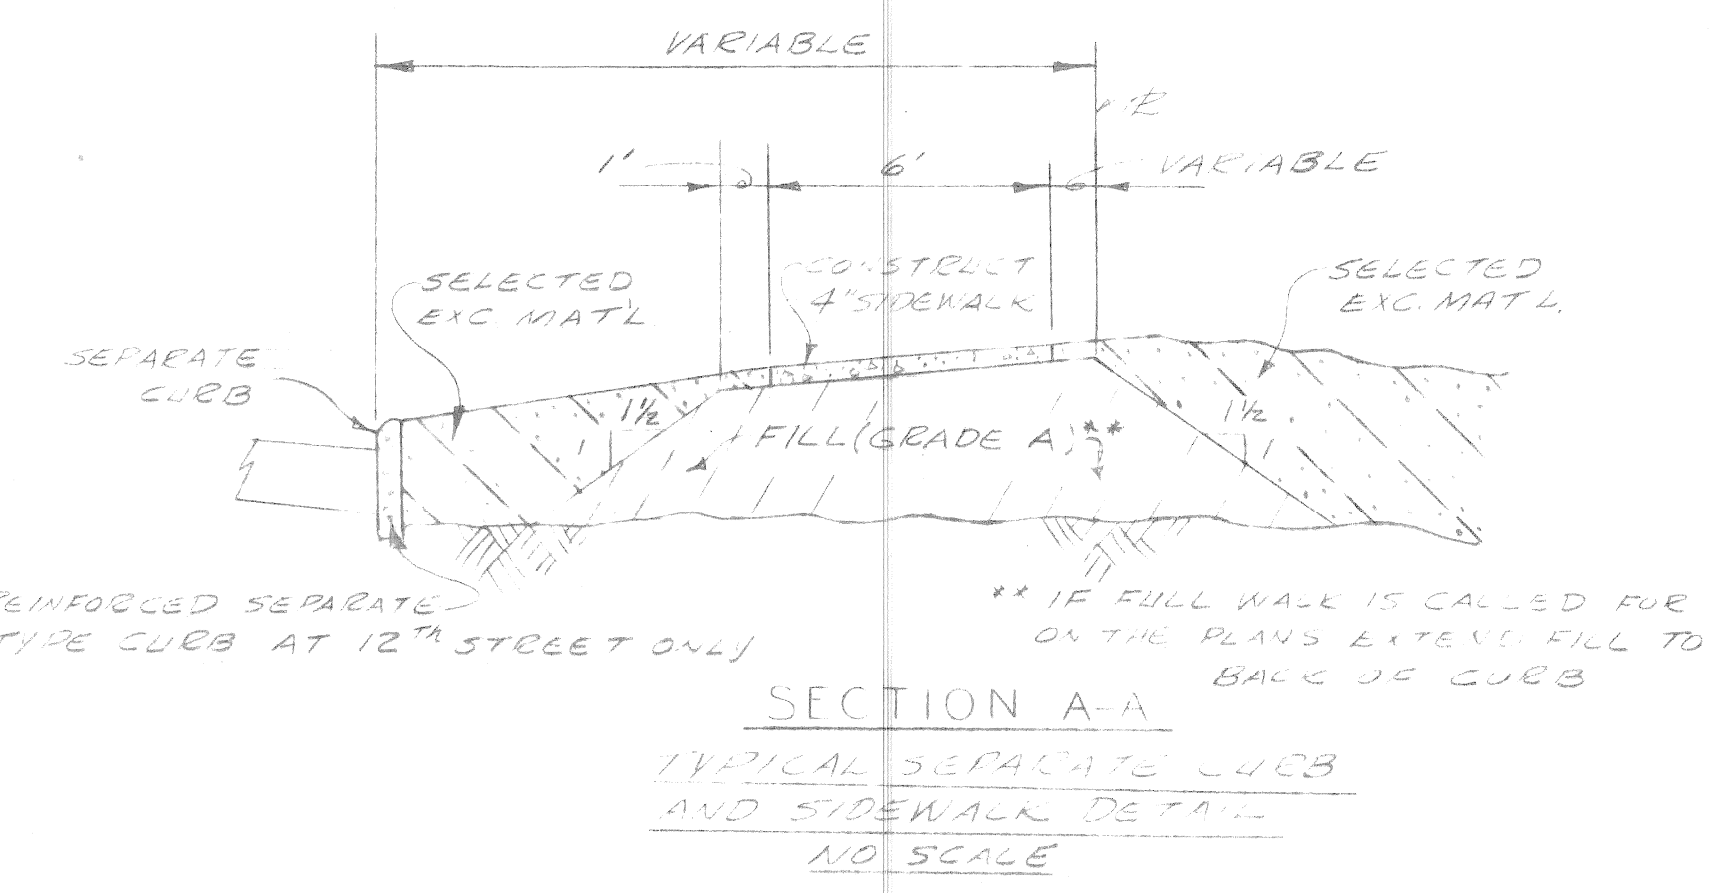 VARIABLE
1'
6'
VARIABLE
SELECTED
EXC. MAT'L
CONSTRUCT
4" SIDEWALK
SELECTED
EXC. MAT'L.
SEPARATE
CURB
1½
1
FILL (GRADE A) **
1½
1
REINFORCED SEPARATE
TYPE CURB AT 12TH STREET ONLY
** IF FULL WALK IS CALLED FOR
ON THE PLANS EXTEND FILL TO
BACK OF CURB
SECTION A-A
TYPICAL SEPARATE CURB
AND SIDEWALK DETAIL
NO SCALE